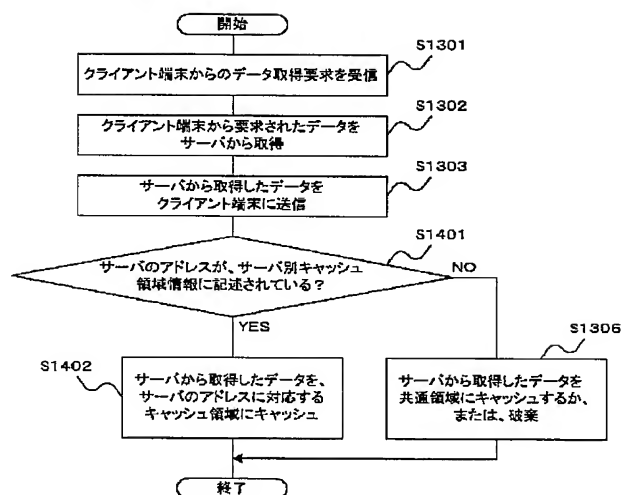 開始
S1301
クライアント端末からのデータ取得要求を受信
S1302
クライアント端末から要求されたデータを
サーバから取得
S1303
サーバから取得したデータを
クライアント端末に送信
S1401
サーバのアドレスが、サーバ別キャッシュ
領域情報に記述されている?
NO
YES
S1402
サーバから取得したデータを、
サーバのアドレスに対応する
キャッシュ領域にキャッシュ
S1306
サーバから取得したデータを
共通領域にキャッシュするか、
または、破棄
終了